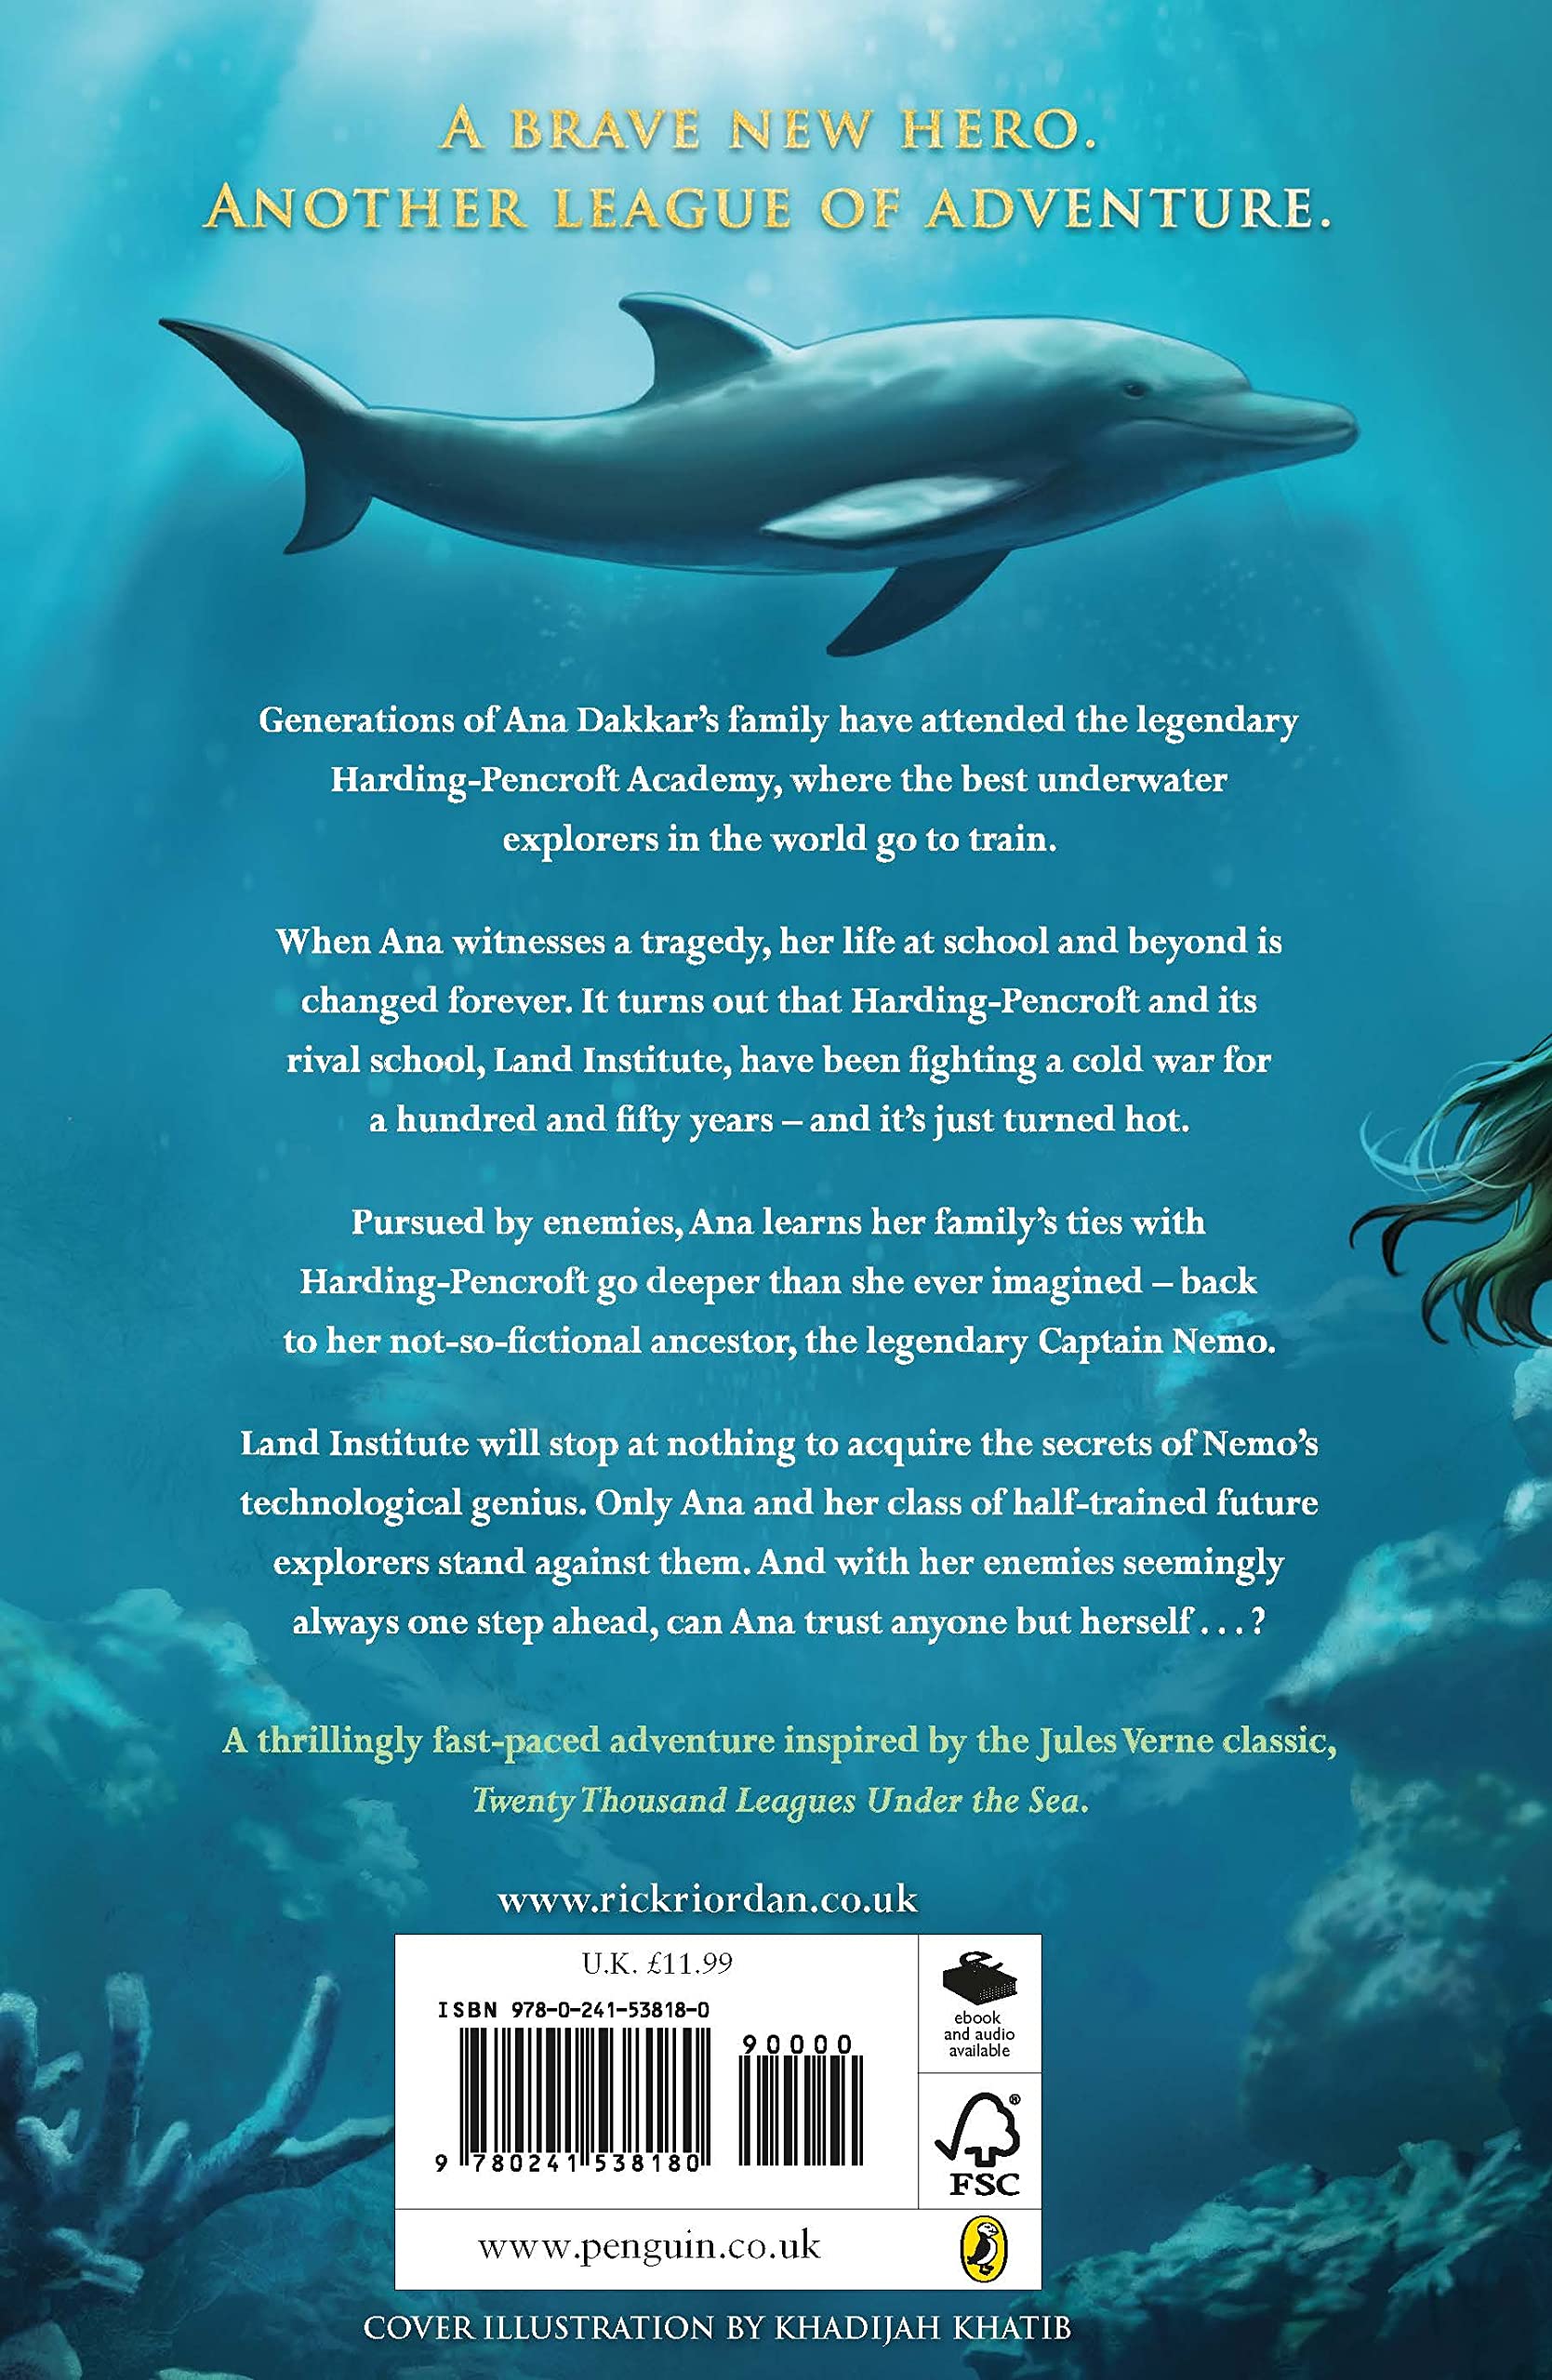 A BRAVE NEW HERO.
ANOTHER LEAGUE OF ADVENTURE.
Generations of Ana Dakkar’s family have attended the legendary
Harding-Pencroft Academy, where the best underwater
explorers in the world go to train.
When Ana witnesses a tragedy, her life at school and beyond is
changed forever. It turns out that Harding-Pencroft and its
rival school, Land Institute, have been fighting a cold war for
a hundred and fifty years – and it’s just turned hot.
Pursued by enemies, Ana learns her family’s ties with
Harding-Pencroft go deeper than she ever imagined – back
to her not-so-fictional ancestor, the legendary Captain Nemo.
Land Institute will stop at nothing to acquire the secrets of Nemo’s
technological genius. Only Ana and her class of half-trained future
explorers stand against them. And with her enemies seemingly
always one step ahead, can Ana trust anyone but herself . . . ?
A thrillingly fast-paced adventure inspired by the Jules Verne classic,
Twenty Thousand Leagues Under the Sea.
www.rickriordan.co.uk
U.K. £11.99
ISBN 978-0-241-53818-0
90000
9 780241 538180
ebook
and audio
available
®
FSC
www.penguin.co.uk
COVER ILLUSTRATION BY KHADIJAH KHATIB